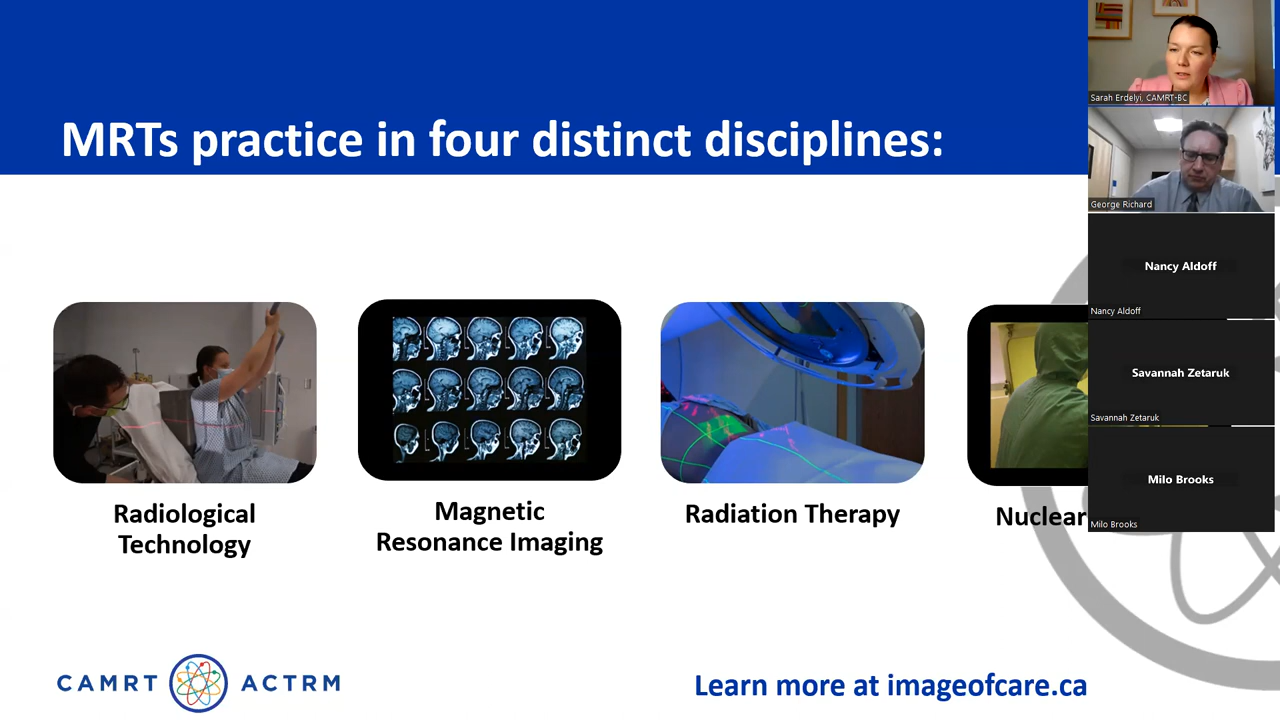 MRTs practice in four distinct disciplines:
Radiological
Technology
Magnetic
Resonance Imaging
Radiation Therapy
Nuclear
CAMRT ACTRM
Learn more at imageofcare.ca
Sarah Erdelyi, CAMRT-BC
George Richard
Nancy Aldoff
Nancy Aldoff
Savannah Zetaruk
Savannah Zetaruk
Milo Brooks
Milo Brooks